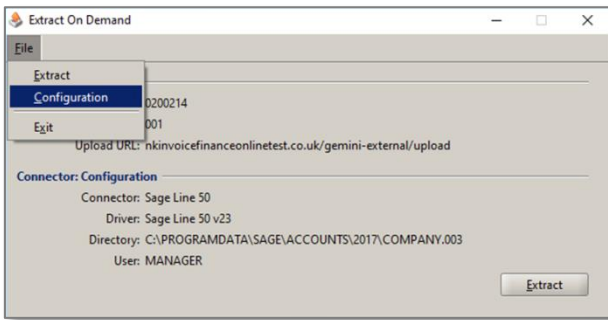 Extract On Demand
File
Extract
Configuration
Exit
0200214
001
Upload URL: nkinvoicefinanceonlinetest.co.uk/gemini-external/upload
Connector: Configuration
Connector: Sage Line 50
Driver: Sage Line 50 v23
Directory: C:\PROGRAMDATA\SAGE\ACCOUNTS\2017\COMPANY.003
User: MANAGER
Extract